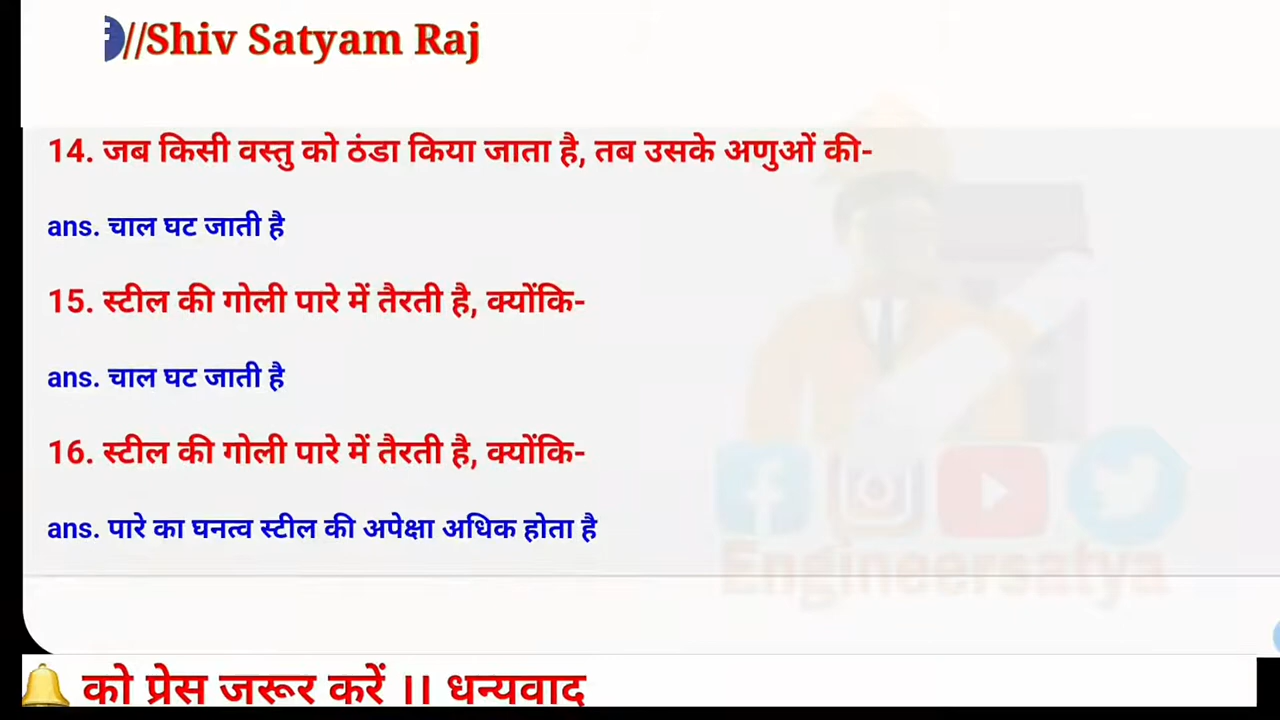 //Shiv Satyam Raj
14. जब किसी वस्तु को ठंडा किया जाता है, तब उसके अणुओं की-
ans. चाल घट जाती है
15. स्टील की गोली पारे में तैरती है, क्योंकि-
ans. चाल घट जाती है
16. स्टील की गोली पारे में तैरती है, क्योंकि-
ans. पारे का घनत्व स्टील की अपेक्षा अधिक होता है
Engineersatya
को प्रेस जरूर करें ।। धन्यवाद